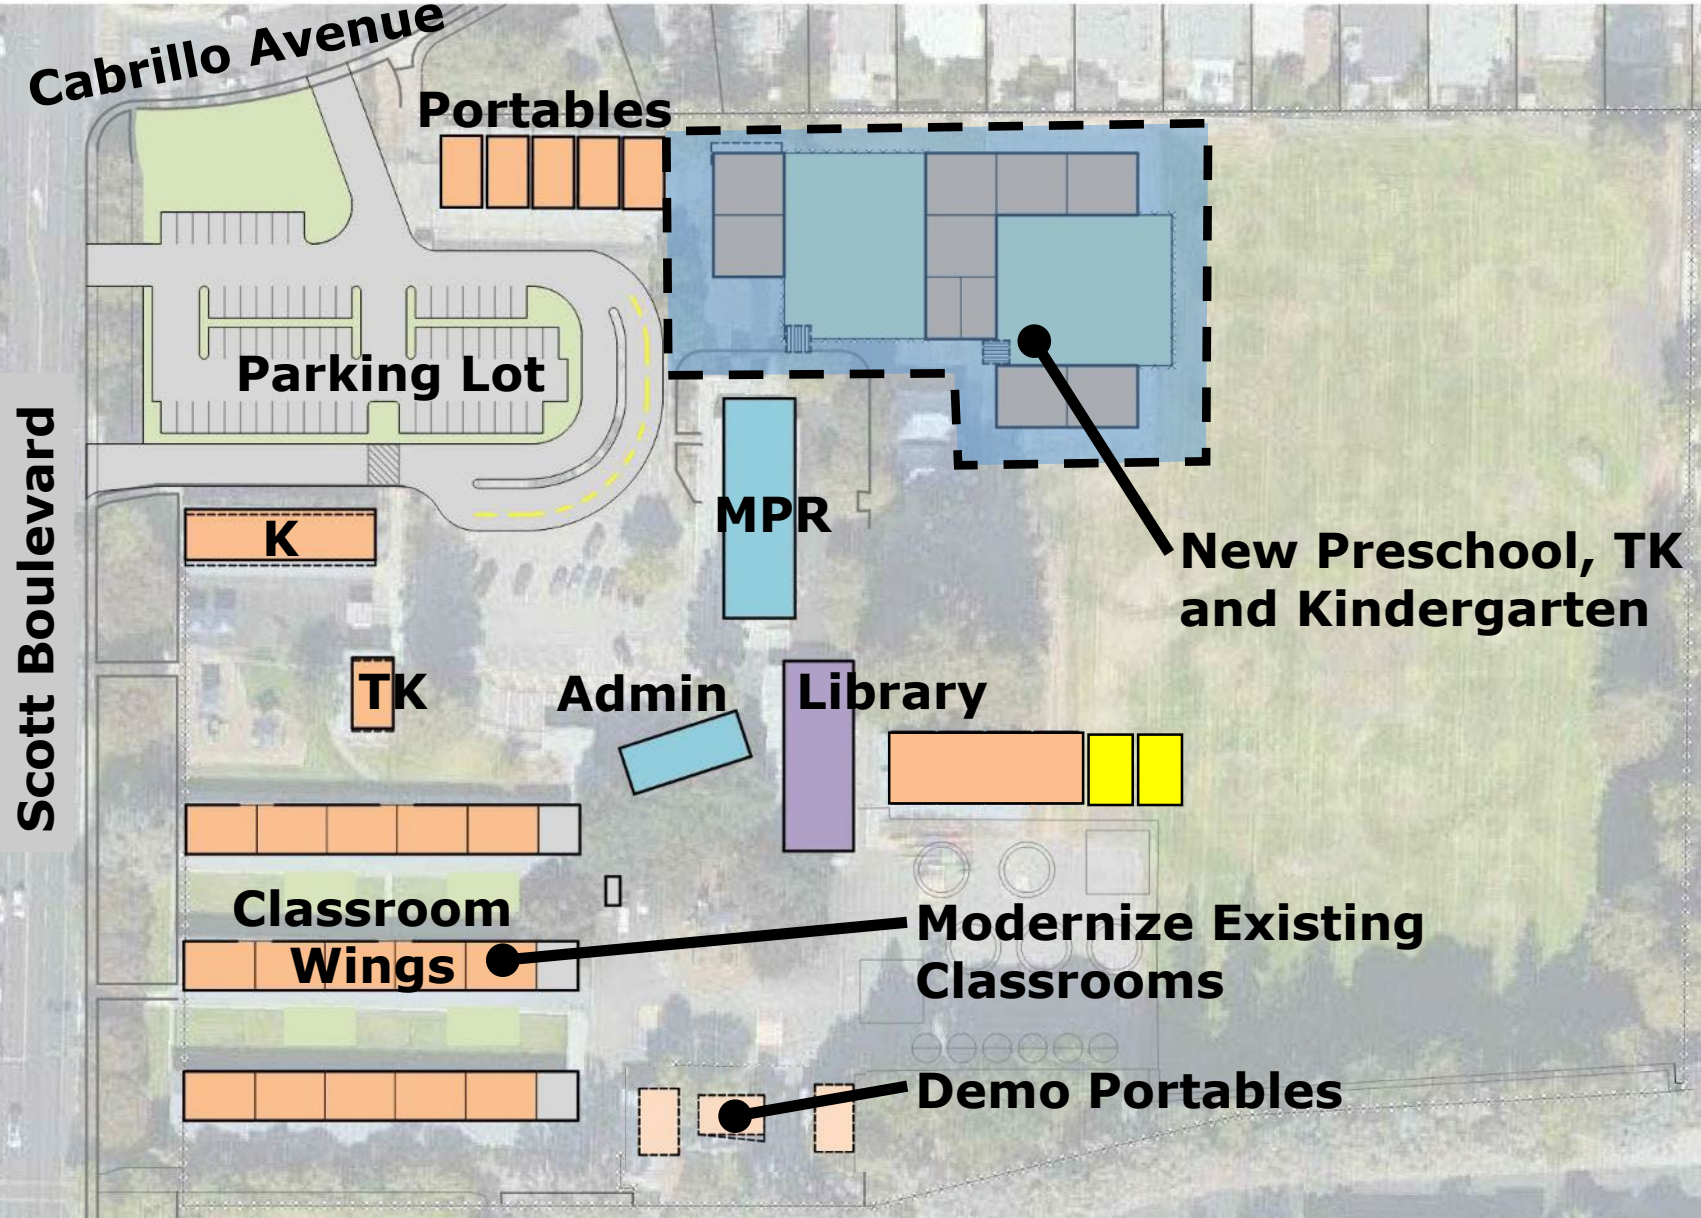 Cabrillo Avenue
Portables
Parking Lot
Scott Boulevard
K
MPR
New Preschool, TK
and Kindergarten
TK
Admin
Library
Classroom
Wings
Modernize Existing
Classrooms
Demo Portables